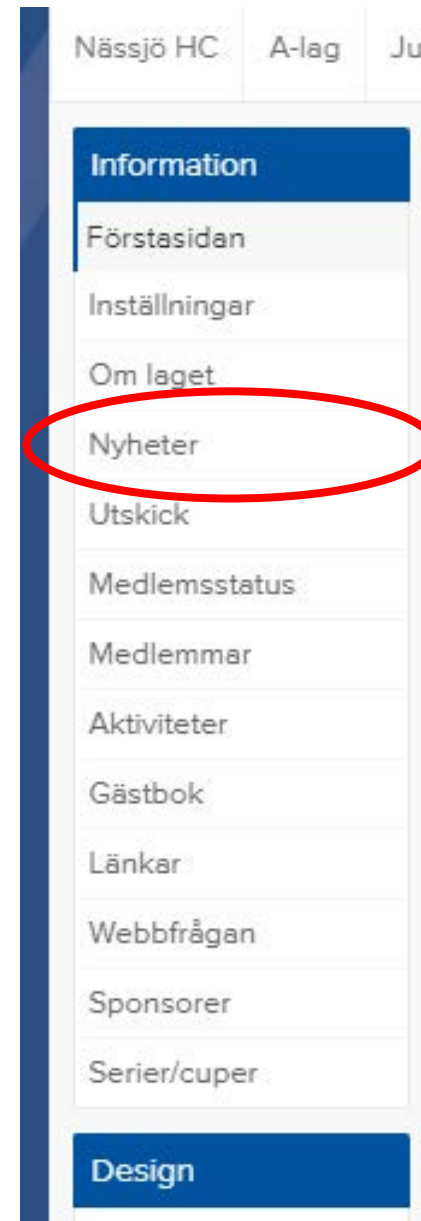 Nässjö HC A-lag Ju
Information
Förstasidan
Inställningar
Om laget
Nyheter
Utskick
Medlemsstatus
Medlemmar
Aktiviteter
Gästbok
Länkar
Webbfrågan
Sponsorer
Serier/cuper
Design